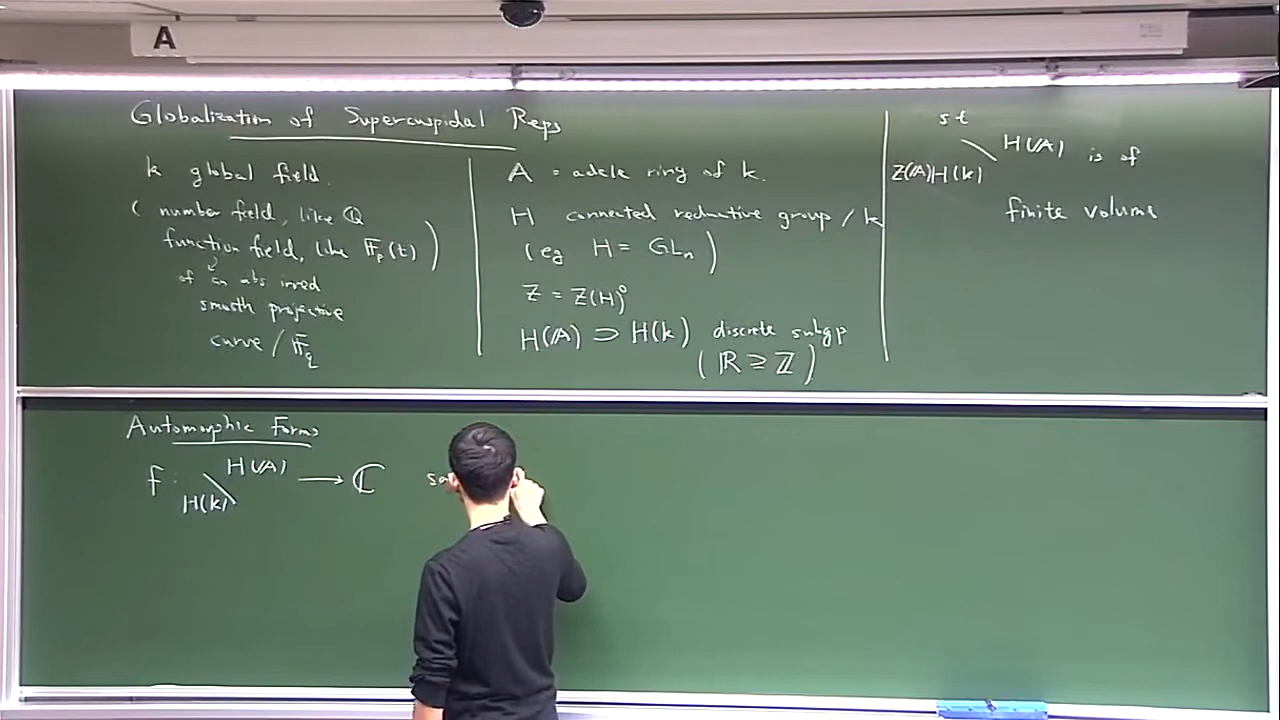 A
Globalization of Supercuspidal Reps
k global field.
( number field, like ℚ
function field, like 𝔽p(t) )
of an abs irred
smooth projective
curve / 𝔽q
𝔸 = adele ring of k.
H connected reductive group / k
(eg H = GLn)
Z = Z(H)°
H(𝔸) ⊃ H(k) discrete subgp
(ℝ ⊇ ℤ)
st
Z(𝔸)H(k) \ H(𝔸) is of
finite volume
Automorphic Forms
f: H(k) \ H(𝔸) → ℂ